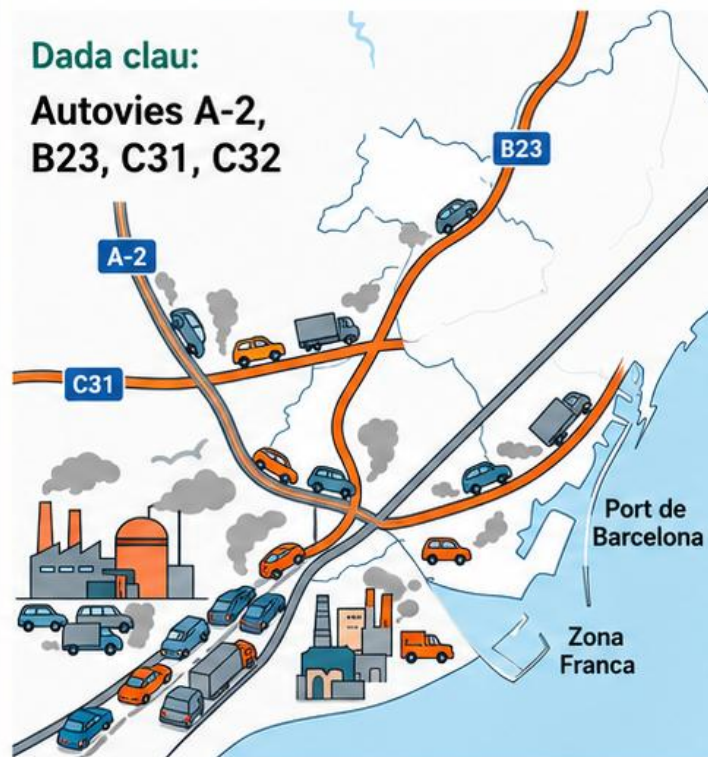 Dada clau:
Autovies A-2,
B23, C31, C32
B23
A-2
C31
Port de
Barcelona
Zona
Franca